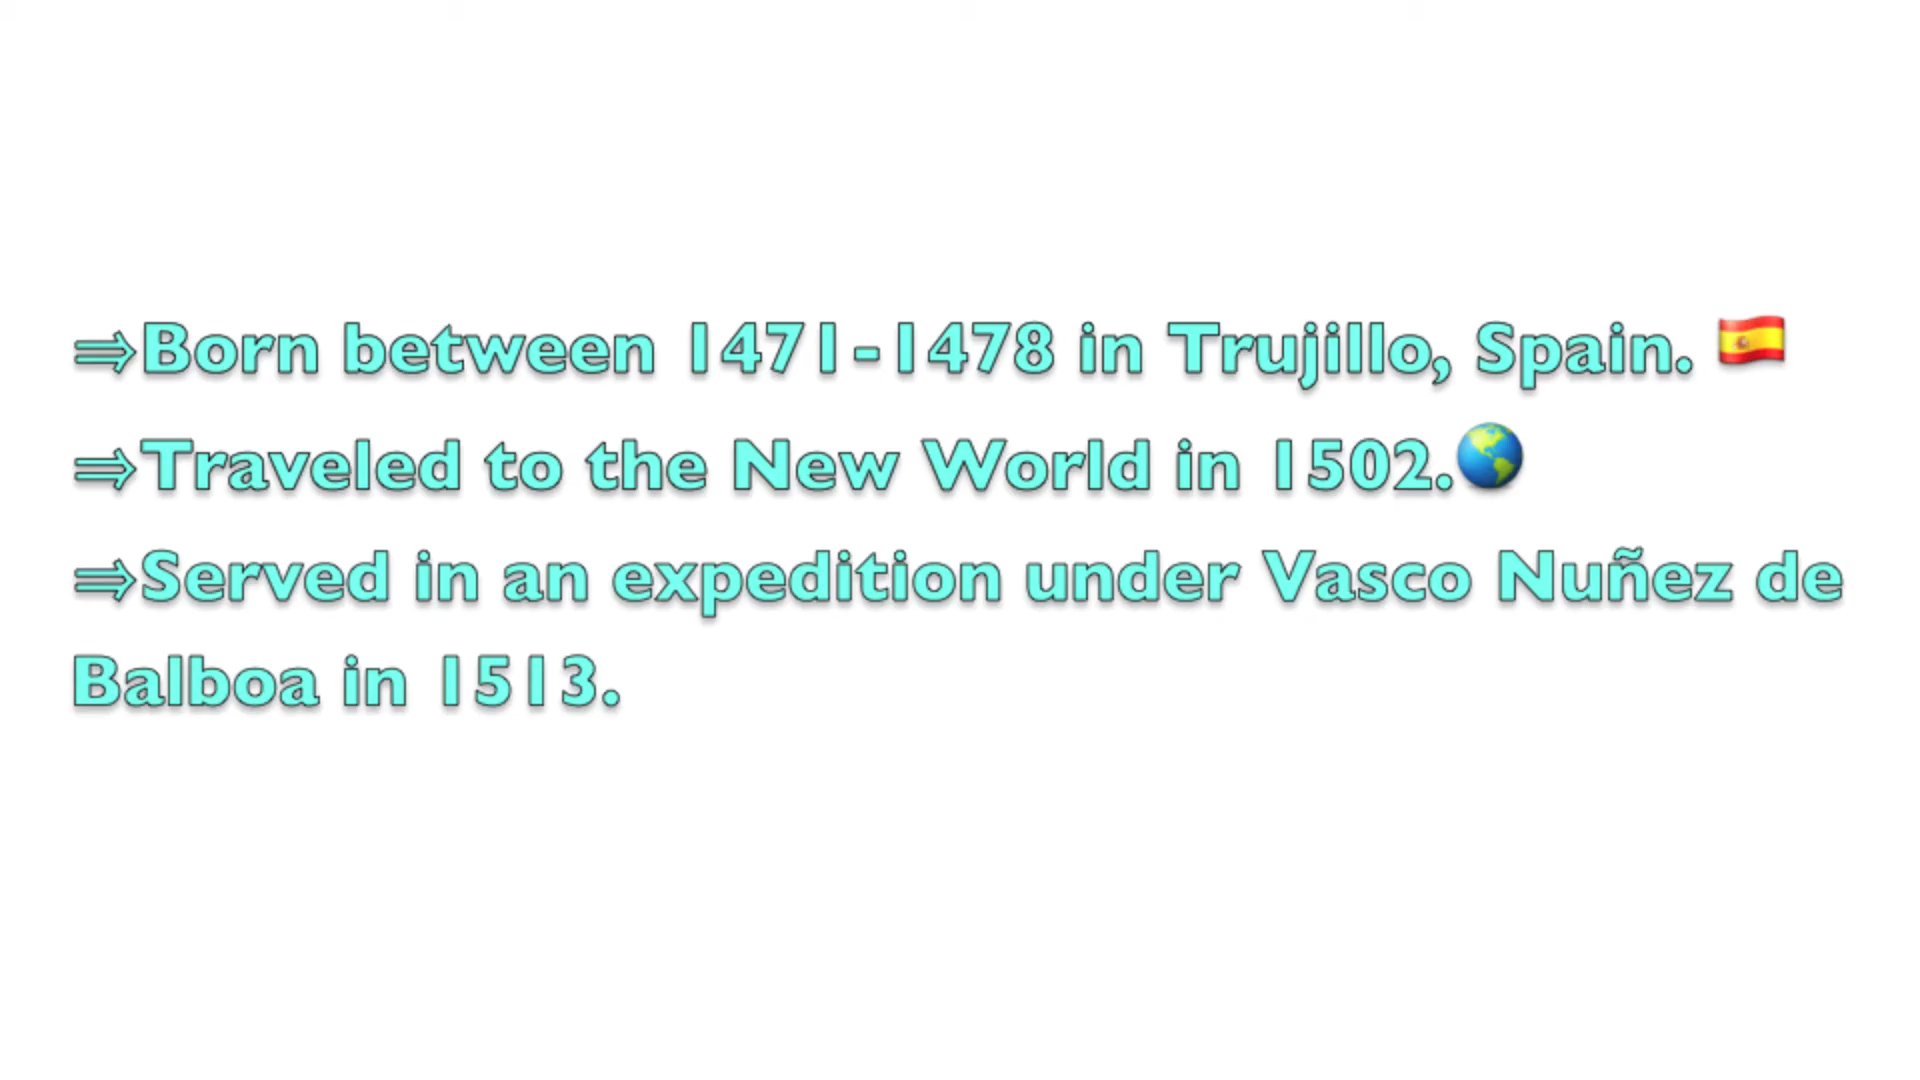 ⇒Born between 1471-1478 in Trujillo, Spain. 🇪🇸
⇒Traveled to the New World in 1502.🌎
⇒Served in an expedition under Vasco Nuñez de
Balboa in 1513.